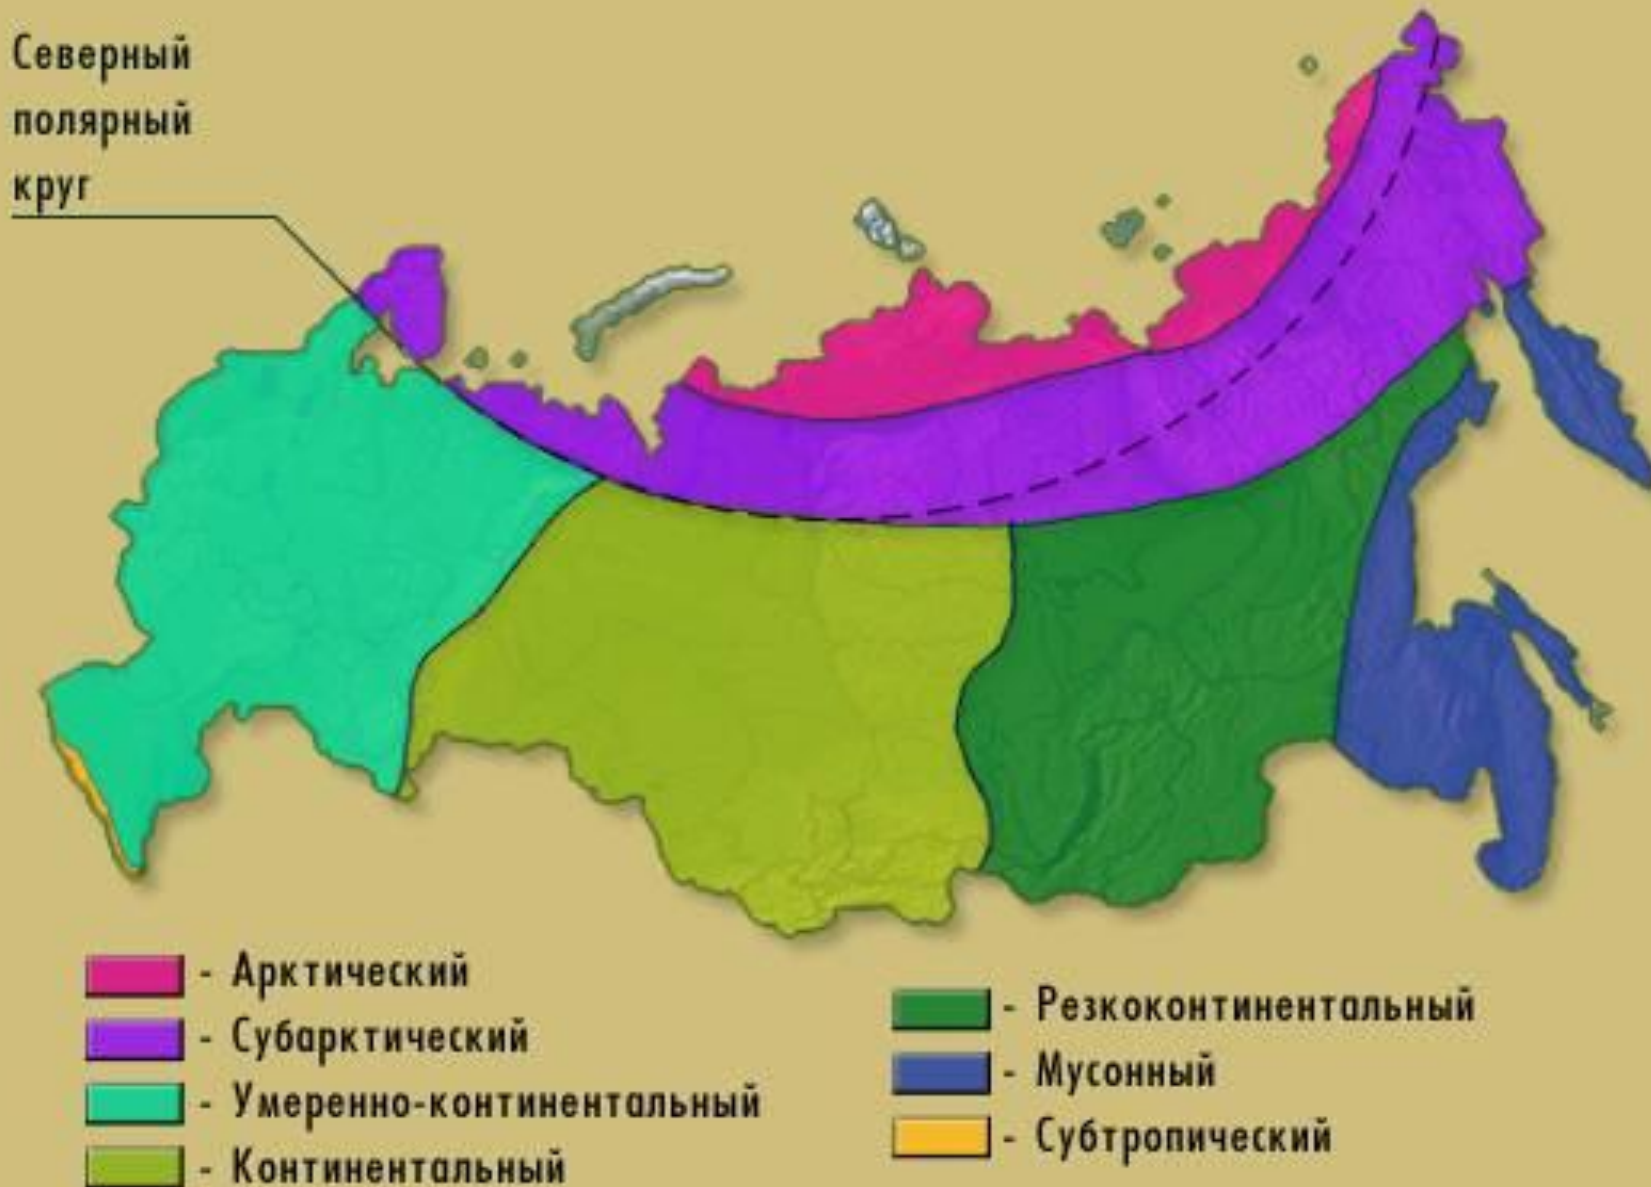 Северный
полярный
круг
- Арктический
- Субарктический
- Умеренно-континентальный
- Континентальный
- Резкоконтинентальный
- Мусонный
- Субтропический